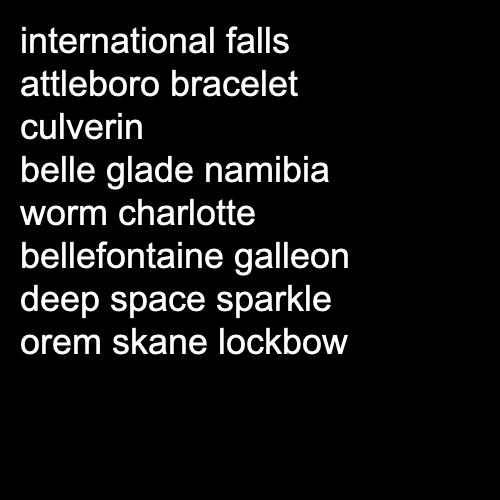 international falls
attleboro bracelet
culverin
belle glade namibia
worm charlotte
bellefontaine galleon
deep space sparkle
orem skane lockbow